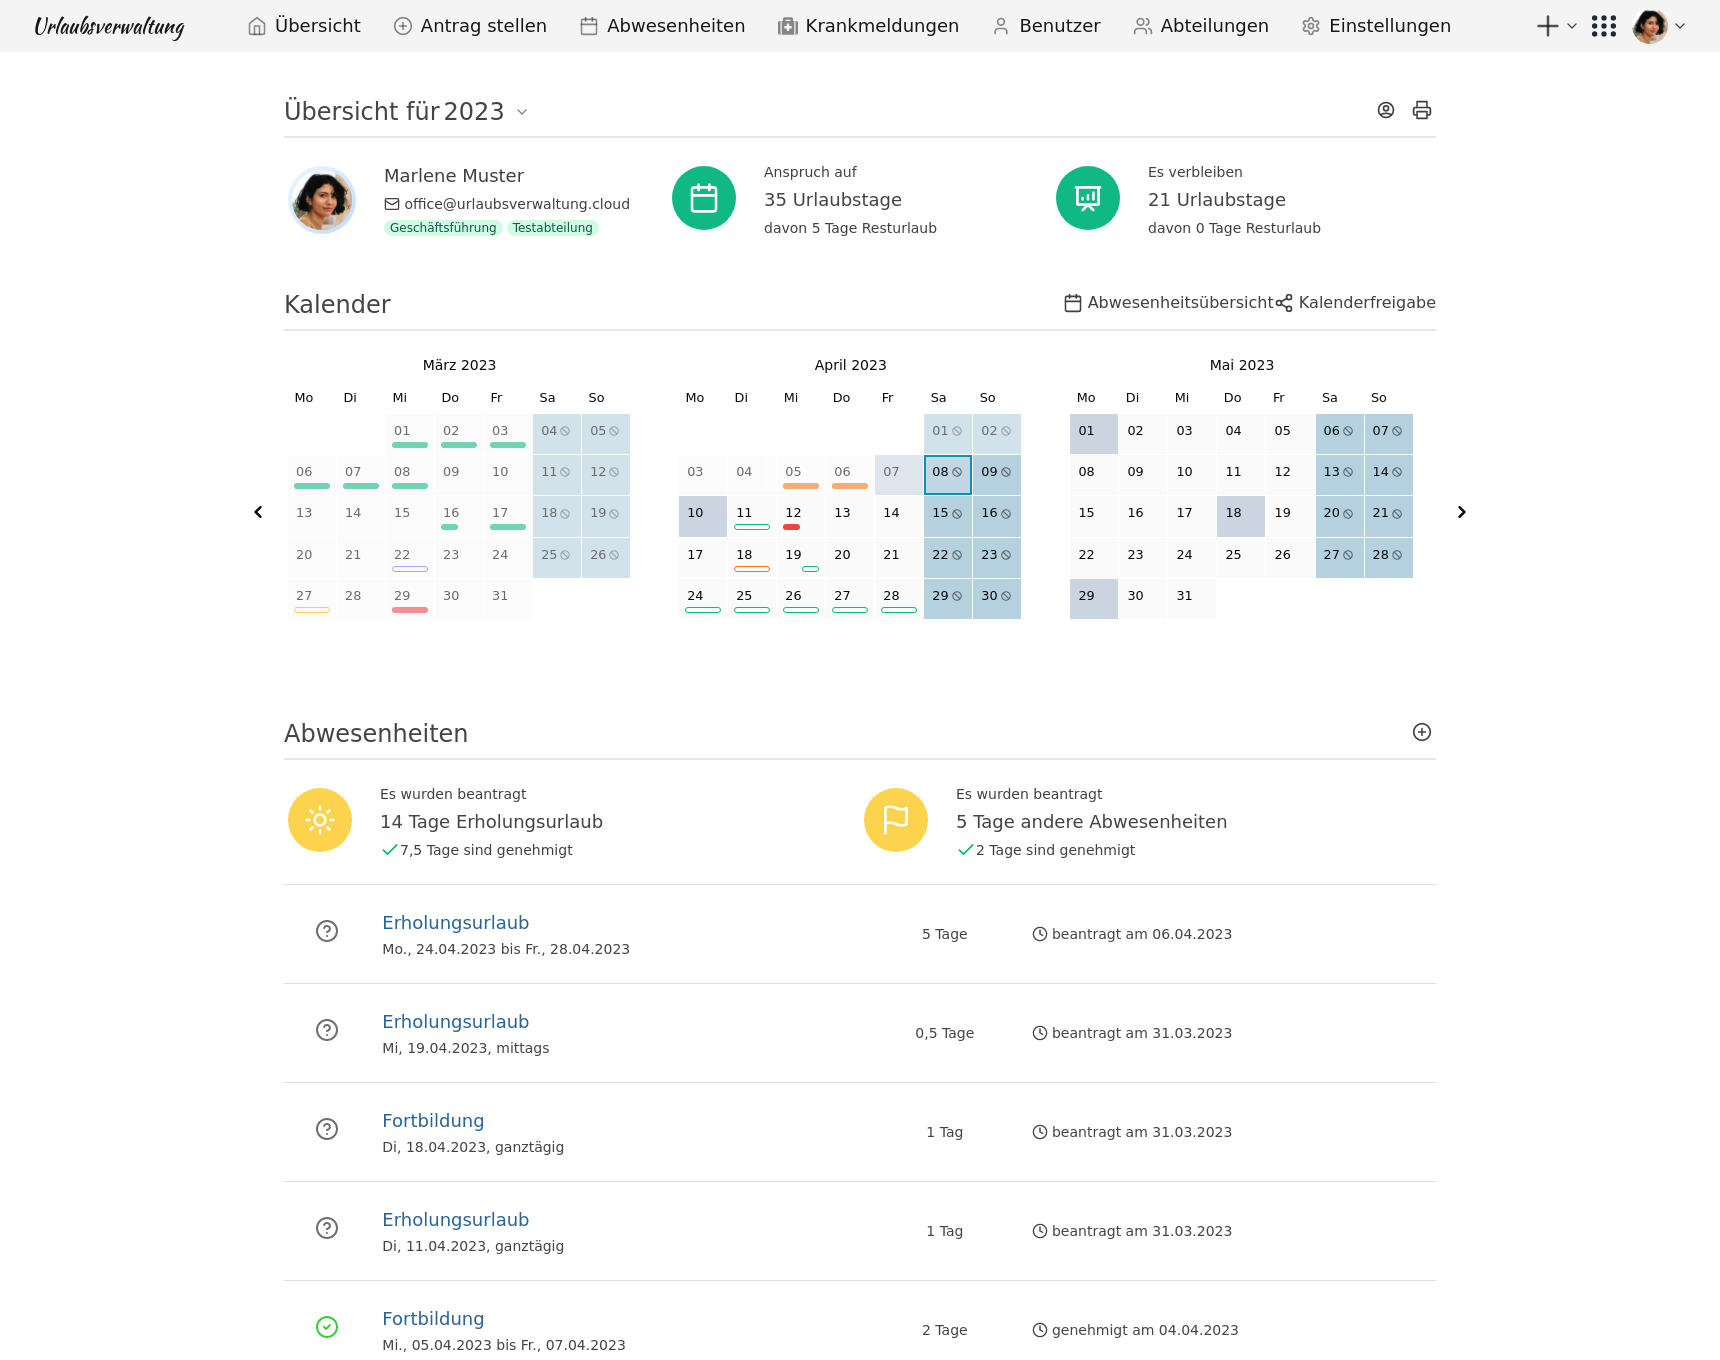 Urlaubsverwaltung Übersicht Antrag stellen Abwesenheiten Krankmeldungen Benutzer Abteilungen Einstellungen
Übersicht für 2023
Marlene Muster
office@urlaubsverwaltung.cloud
Geschäftsführung Testabteilung
Anspruch auf
35 Urlaubstage
davon 5 Tage Resturlaub
Es verbleiben
21 Urlaubstage
davon 0 Tage Resturlaub
Kalender
Abwesenheitsübersicht Kalenderfreigabe
März 2023
Mo Di Mi Do Fr Sa So
01 02 03 04 05
06 07 08 09 10 11 12
13 14 15 16 17 18 19
20 21 22 23 24 25 26
27 28 29 30 31
April 2023
Mo Di Mi Do Fr Sa So
01 02
03 04 05 06 07 08 09
10 11 12 13 14 15 16
17 18 19 20 21 22 23
24 25 26 27 28 29 30
Mai 2023
Mo Di Mi Do Fr Sa So
01 02 03 04 05 06 07
08 09 10 11 12 13 14
15 16 17 18 19 20 21
22 23 24 25 26 27 28
29 30 31
Abwesenheiten
Es wurden beantragt
14 Tage Erholungsurlaub
7,5 Tage sind genehmigt
Es wurden beantragt
5 Tage andere Abwesenheiten
2 Tage sind genehmigt
Erholungsurlaub
Mo., 24.04.2023 bis Fr., 28.04.2023
5 Tage
beantragt am 06.04.2023
Erholungsurlaub
Mi, 19.04.2023, mittags
0,5 Tage
beantragt am 31.03.2023
Fortbildung
Di, 18.04.2023, ganztägig
1 Tag
beantragt am 31.03.2023
Erholungsurlaub
Di, 11.04.2023, ganztägig
1 Tag
beantragt am 31.03.2023
Fortbildung
Mi., 05.04.2023 bis Fr., 07.04.2023
2 Tage
genehmigt am 04.04.2023